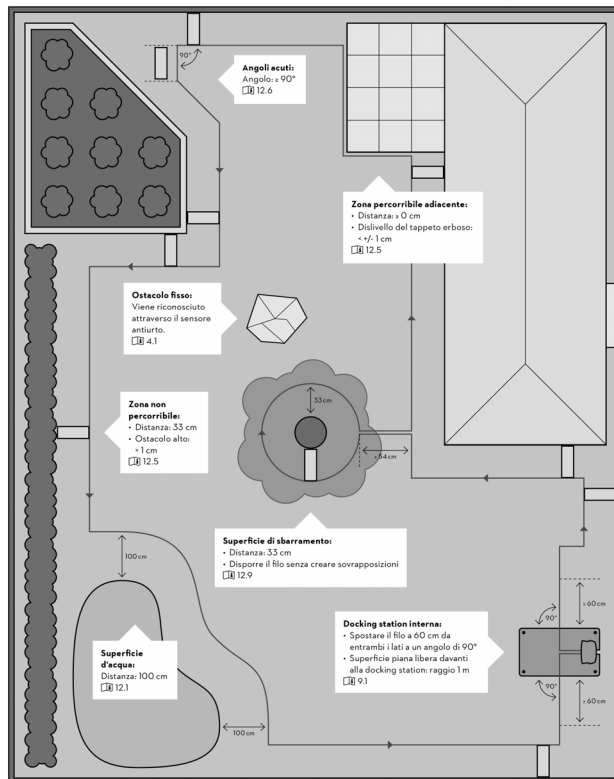 90°
Angoli acuti:
Angolo: ≥ 90°
12.6
Zona percorribile adiacente:
• Distanza: ≥ 0 cm
• Dislivello del tappeto erboso:
< +/- 1 cm
12.5
Ostacolo fisso:
Viene riconosciuto
attraverso il sensore
antiurto.
4.1
33 cm
Zona non
percorribile:
• Distanza: 33 cm
• Ostacolo alto:
> 1 cm
12.5
≥ 54 cm
Superficie di sbarramento:
• Distanza: 33 cm
• Disporre il filo senza creare sovrapposizioni
12.9
100 cm
≥ 60 cm
90°
Docking station interna:
• Spostare il filo a 60 cm da
entrambi i lati a un angolo di 90°
• Superficie piana libera davanti
alla docking station: raggio 1 m
9.1
Superficie
d'acqua:
Distanza: 100 cm
12.1
90°
≥ 60 cm
100 cm